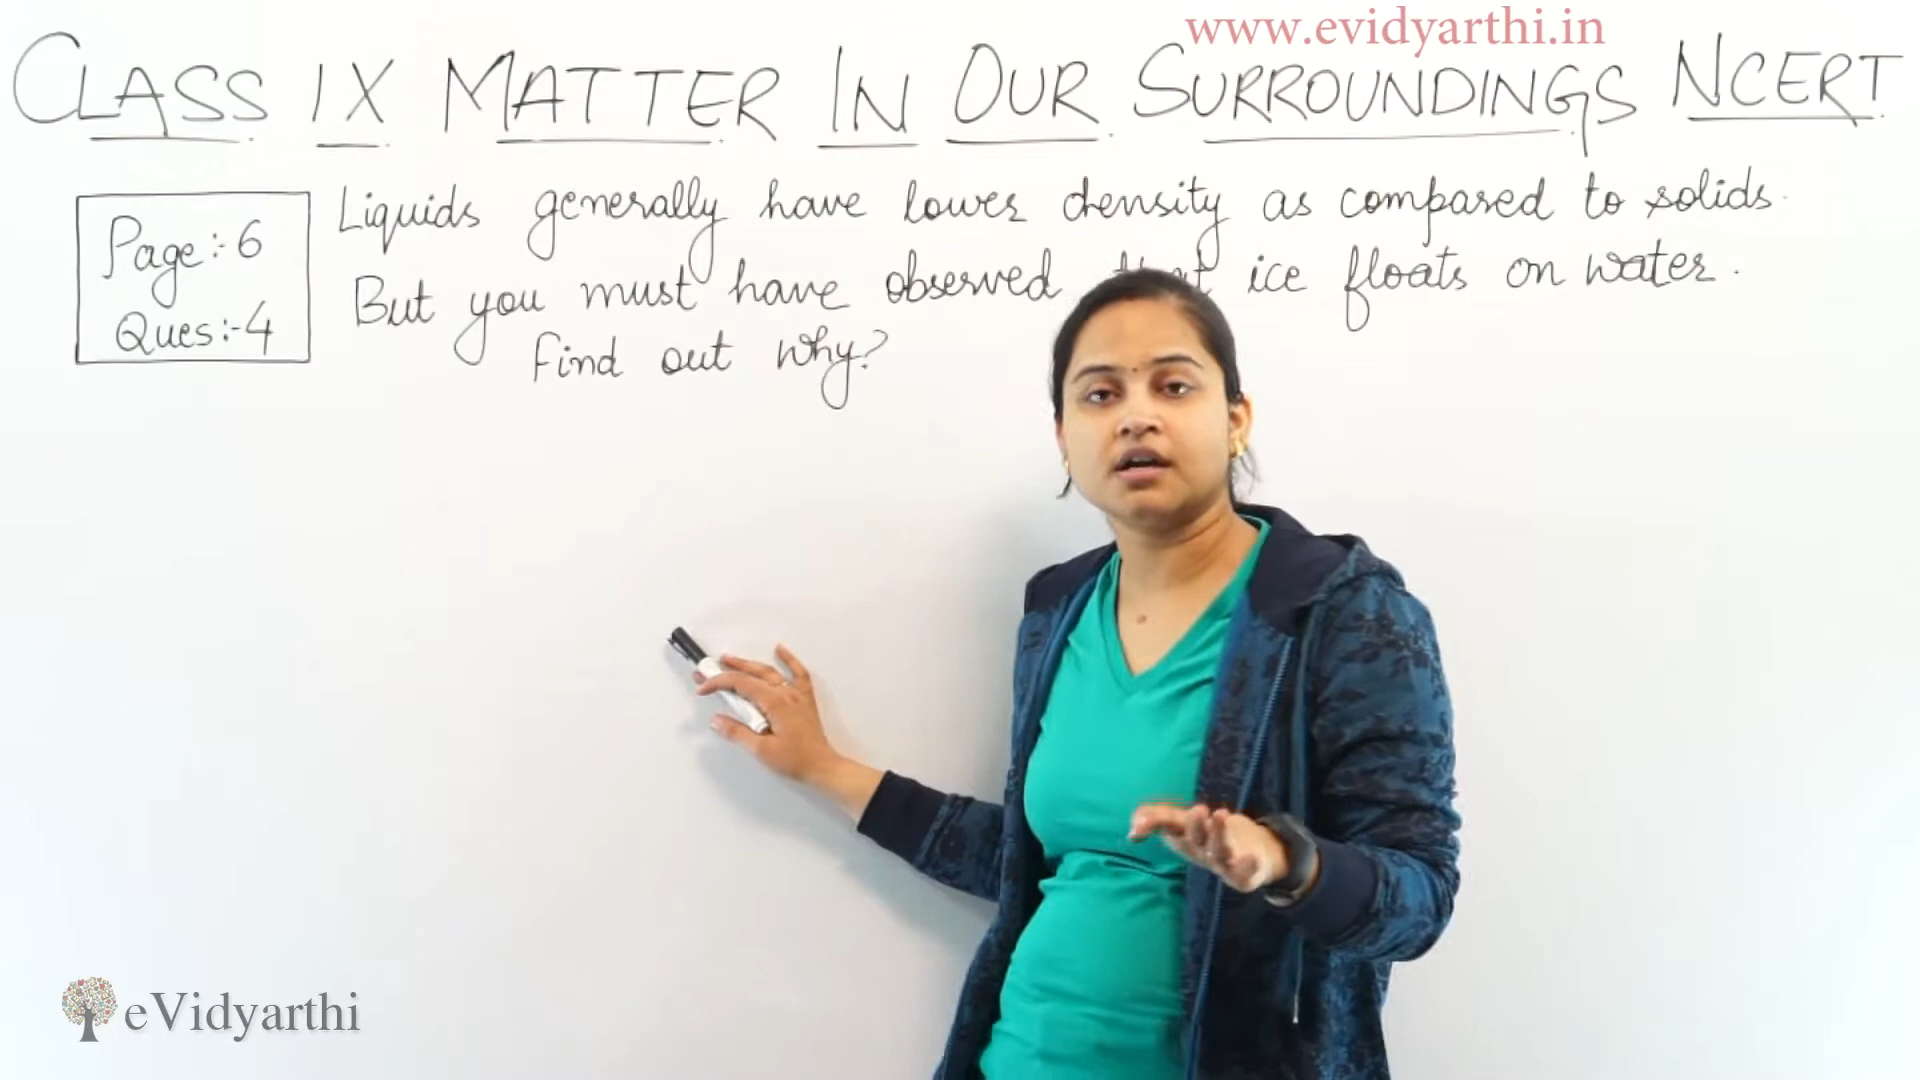 www.evidyarthi.in
CLASS IX MATTER IN OUR SURROUNDINGS NCERT
Page:-6
Ques:-4
Liquids generally have lower density as compared to solids.
But you must have observed that ice floats on water.
Find out why?
eVidyarthi